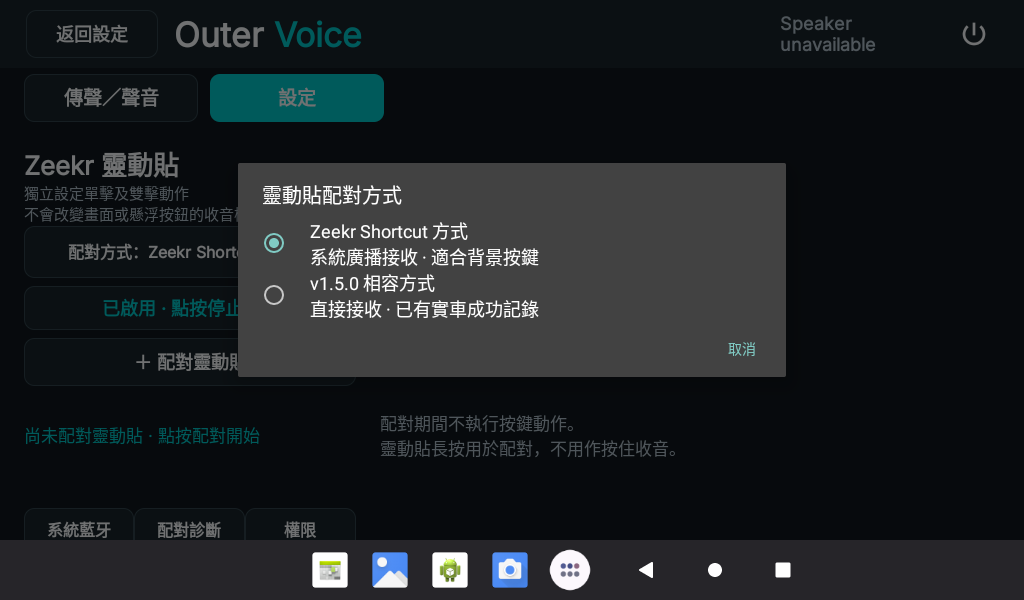 返回設定
Outer Voice
Speaker
unavailable
傳聲／聲音
設定
Zeekr 靈動貼
獨立設定單擊及雙擊動作
不會改變畫面或懸浮按鈕的收音
靈動貼配對方式
Zeekr Shortcut 方式
系統廣播接收 · 適合背景按鍵
v1.5.0 相容方式
直接接收 · 已有實車成功記錄
取消
配對方式：Zeekr Short
已啟用 · 點按停止
＋ 配對靈動貼
尚未配對靈動貼 · 點按配對開始
配對期間不執行按鍵動作。
靈動貼長按用於配對，不用作按住收音。
系統藍牙
配對診斷
權限